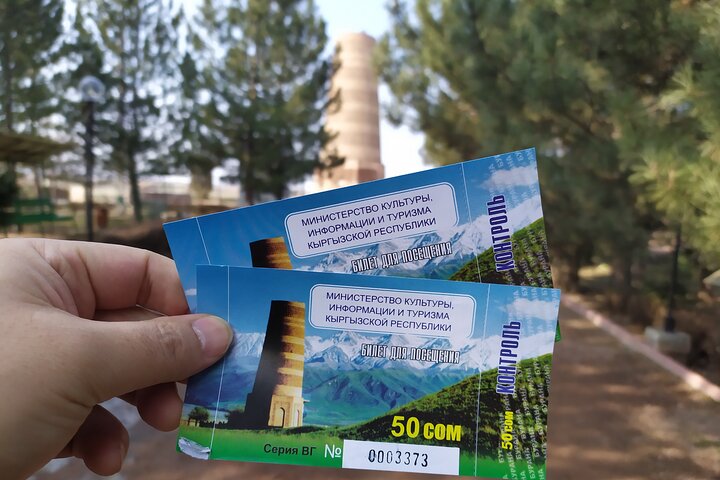 МИНИСТЕРСТВО КУЛЬТУРЫ,
ИНФОРМАЦИИ И ТУРИЗМА
КЫРГЫЗСКОЙ РЕСПУБЛИКИ
БИЛЕТ ДЛЯ ПОСЕЩЕНИЯ
КОНТРОЛЬ
МИНИСТЕРСТВО КУЛЬТУРЫ,
ИНФОРМАЦИИ И ТУРИЗМА
КЫРГЫЗСКОЙ РЕСПУБЛИКИ
БИЛЕТ ДЛЯ ПОСЕЩЕНИЯ
50 СОМ
Серия ВГ № 0003373
КОНТРОЛЬ
50 СОМ